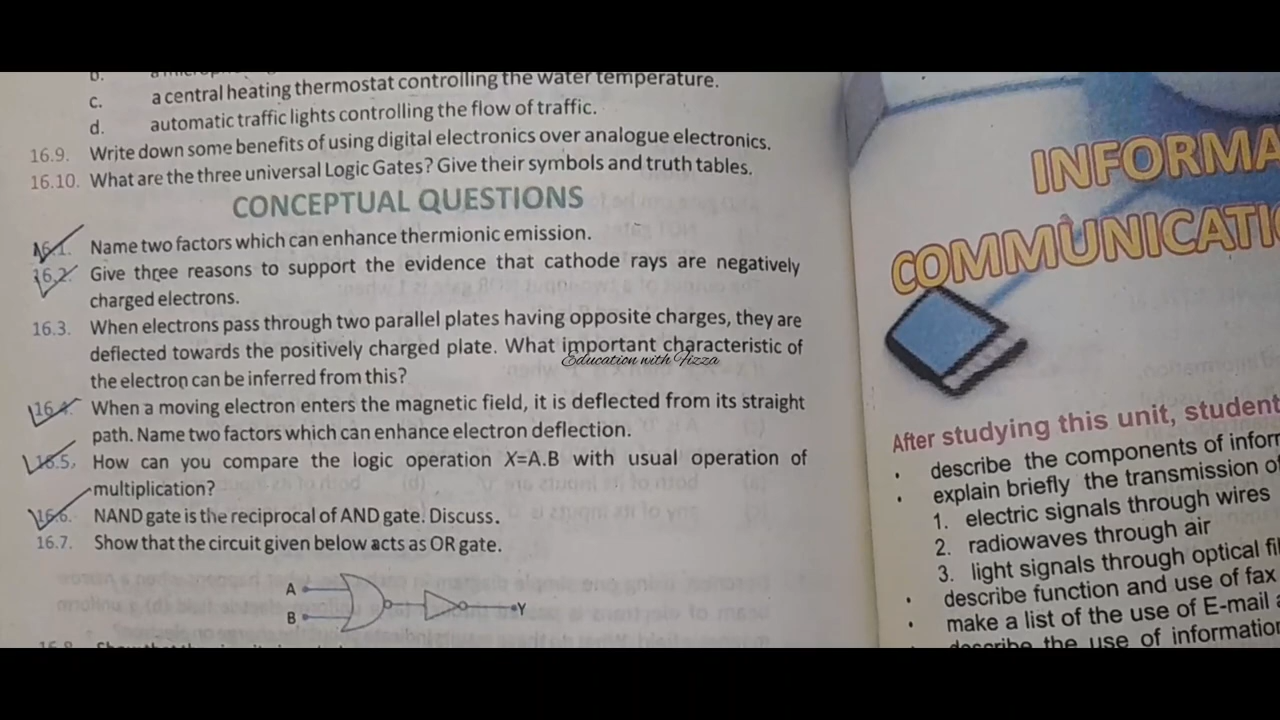 c. a central heating thermostat controlling the water temperature.
d. automatic traffic lights controlling the flow of traffic.
16.9. Write down some benefits of using digital electronics over analogue electronics.
16.10. What are the three universal Logic Gates? Give their symbols and truth tables.
CONCEPTUAL QUESTIONS
16.1. Name two factors which can enhance thermionic emission.
16.2. Give three reasons to support the evidence that cathode rays are negatively
charged electrons.
16.3. When electrons pass through two parallel plates having opposite charges, they are
deflected towards the positively charged plate. What important characteristic of
Education with Fizza
the electron can be inferred from this?
16.4. When a moving electron enters the magnetic field, it is deflected from its straight
path. Name two factors which can enhance electron deflection.
16.5. How can you compare the logic operation X=A.B with usual operation of
multiplication?
16.6. NAND gate is the reciprocal of AND gate. Discuss.
16.7. Show that the circuit given below acts as OR gate.
A
B
Y
INFORMA
COMMUNICATI
After studying this unit, student
• describe the components of infor
• explain briefly the transmission of
1. electric signals through wires
2. radiowaves through air
3. light signals through optical fi
• describe function and use of fax
• make a list of the use of E-mail
describe the use of information